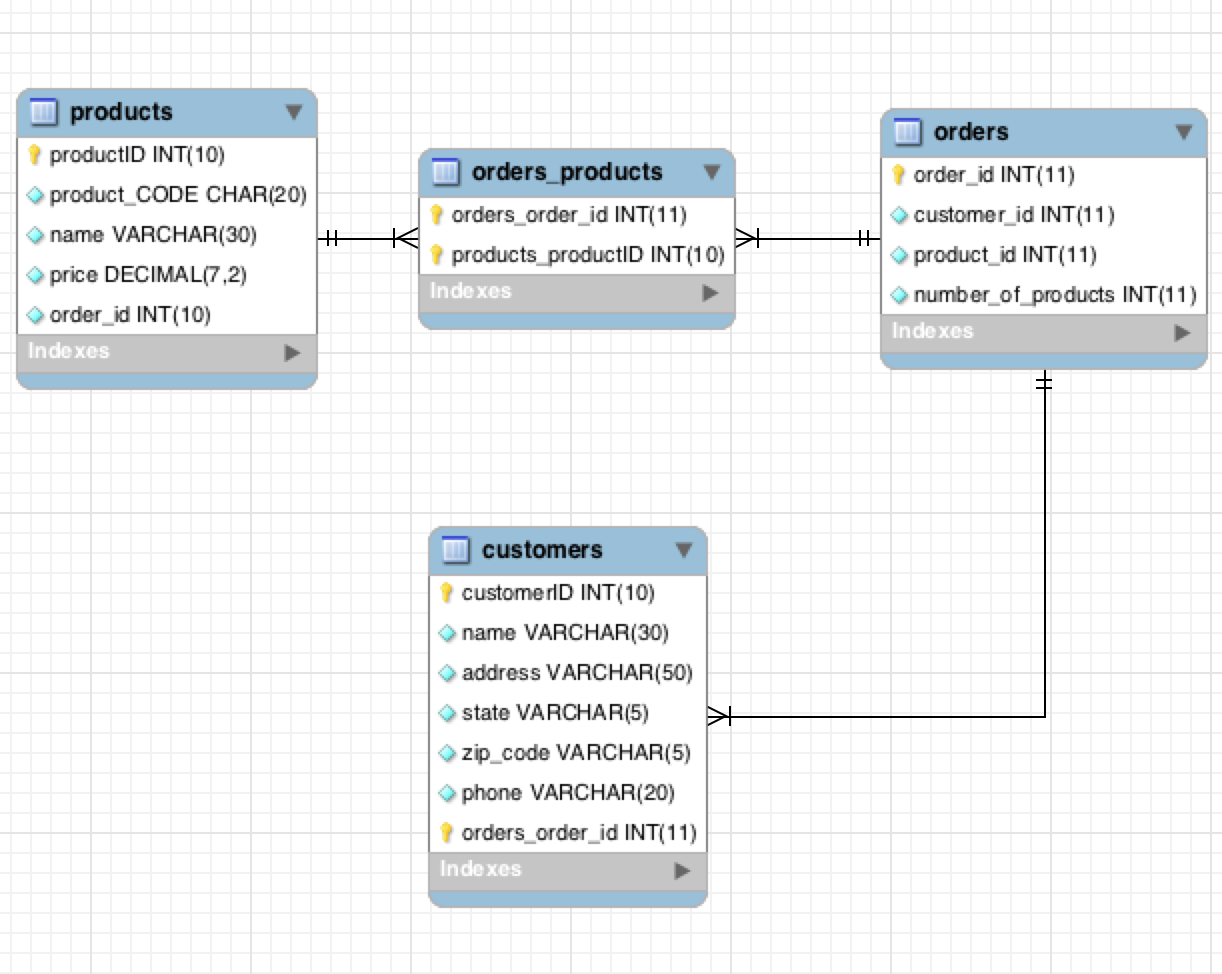 products
productID INT(10)
product_CODE CHAR(20)
name VARCHAR(30)
price DECIMAL(7,2)
order_id INT(10)
Indexes
orders_products
orders_order_id INT(11)
products_productID INT(10)
Indexes
orders
order_id INT(11)
customer_id INT(11)
product_id INT(11)
number_of_products INT(11)
Indexes
customers
customerID INT(10)
name VARCHAR(30)
address VARCHAR(50)
state VARCHAR(5)
zip_code VARCHAR(5)
phone VARCHAR(20)
orders_order_id INT(11)
Indexes